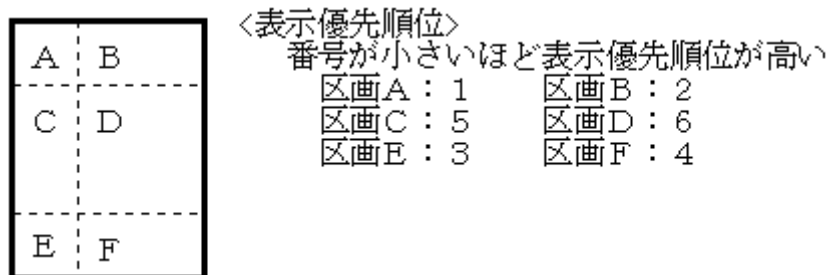 A B
C D
E F
<表示優先順位>
番号が小さいほど表示優先順位が高い
区画A：1 区画B：2
区画C：5 区画D：6
区画E：3 区画F：4